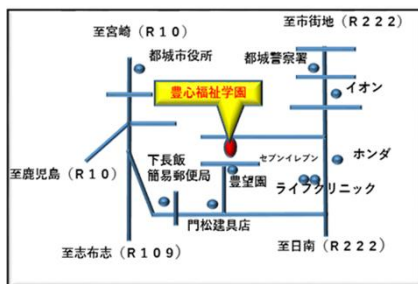 至宮崎（Ｒ１０）
至市街地（Ｒ２２２）
都城市役所
都城警察署
豊心福祉学園
イオン
下長飯
簡易郵便局
セブンイレブン
ホンダ
至鹿児島（Ｒ１０）
豊望園
ライフクリニック
門松建具店
至志布志（Ｒ１０９）
至日南（Ｒ２２２）